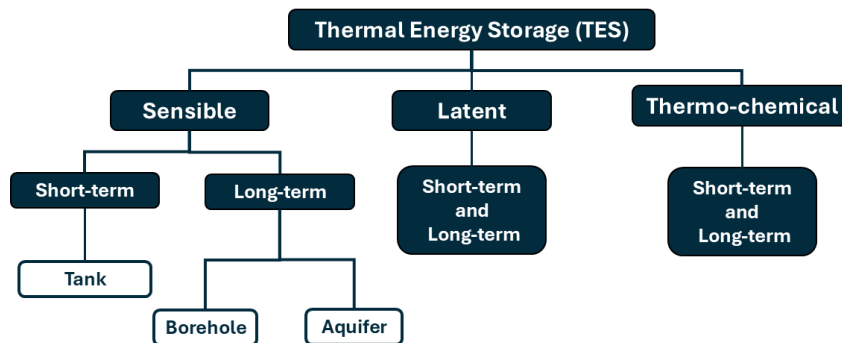 Thermal Energy Storage (TES)
Sensible
Latent
Thermo-chemical
Short-term
Long-term
Short-term
and
Long-term
Short-term
and
Long-term
Tank
Borehole
Aquifer